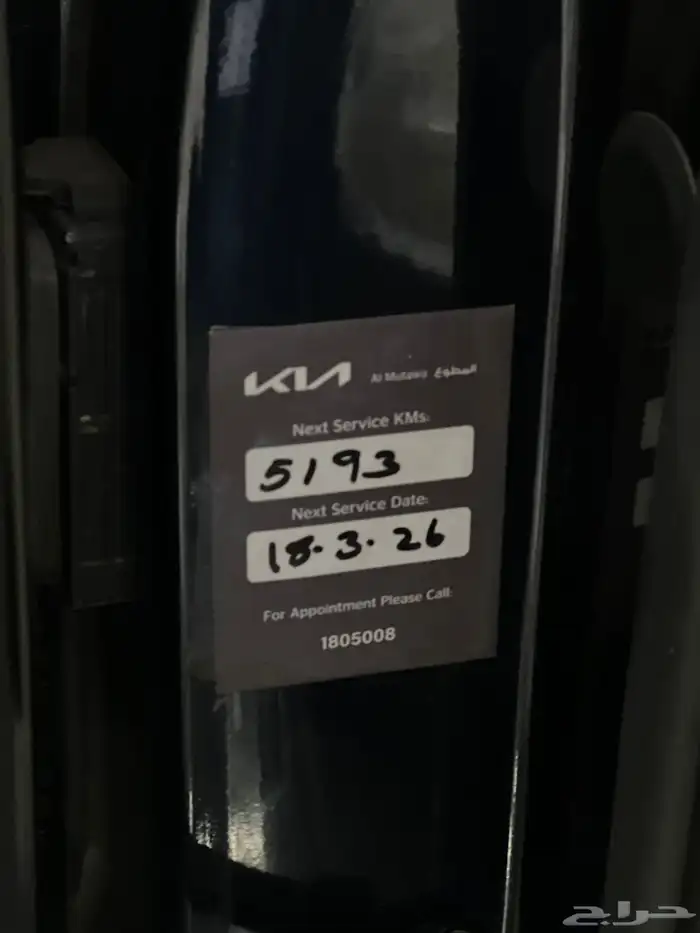 KIA Al Mutawa المطوع
Next Service KMs:
5193
Next Service Date:
18.3.26
For Appointment Please Call:
1805008
حراج